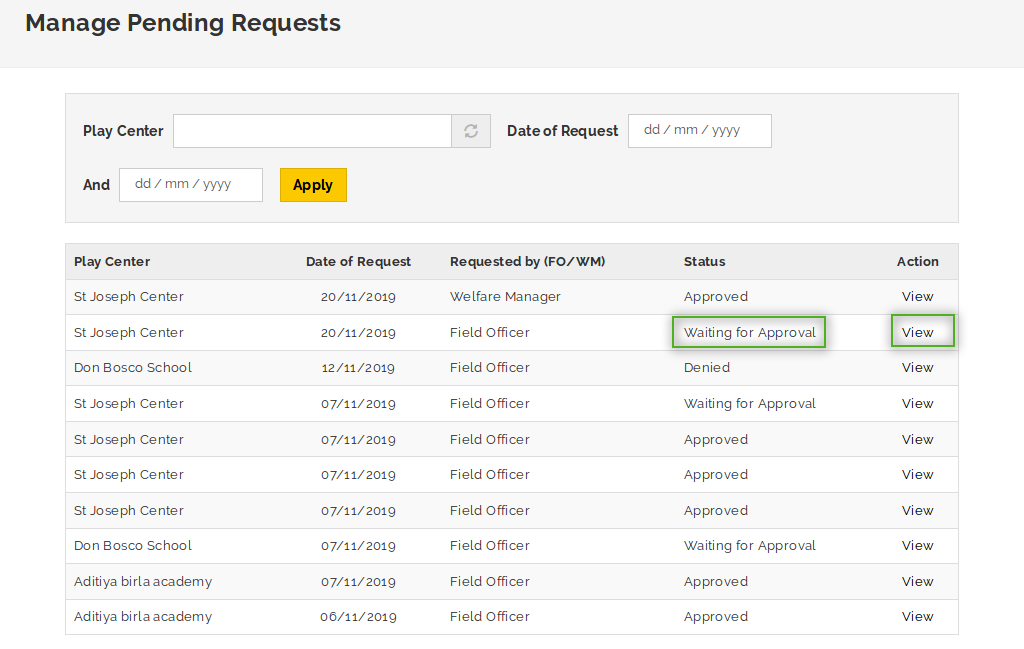 Manage Pending Requests
Play Center Date of Request dd / mm / yyyy
And dd / mm / yyyy Apply
Play Center Date of Request Requested by (FO/WM) Status Action
St Joseph Center 20/11/2019 Welfare Manager Approved View
St Joseph Center 20/11/2019 Field Officer Waiting for Approval View
Don Bosco School 12/11/2019 Field Officer Denied View
St Joseph Center 07/11/2019 Field Officer Waiting for Approval View
St Joseph Center 07/11/2019 Field Officer Approved View
St Joseph Center 07/11/2019 Field Officer Approved View
St Joseph Center 07/11/2019 Field Officer Approved View
Don Bosco School 07/11/2019 Field Officer Waiting for Approval View
Aditiya birla academy 07/11/2019 Field Officer Approved View
Aditiya birla academy 06/11/2019 Field Officer Approved View